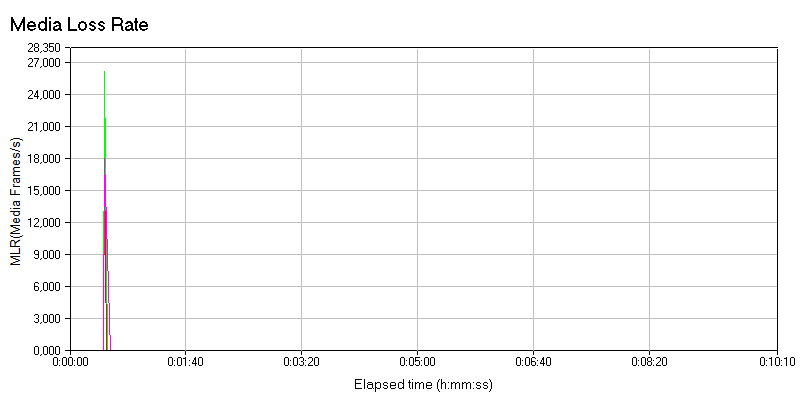 Media Loss Rate
28,350
27,000
24,000
21,000
18,000
15,000
12,000
9,000
6,000
3,000
0,000
MLR(Media Frames/s)
0:00:00 0:01:40 0:03:20 0:05:00 0:06:40 0:08:20 0:10:10
Elapsed time (h:mm:ss)